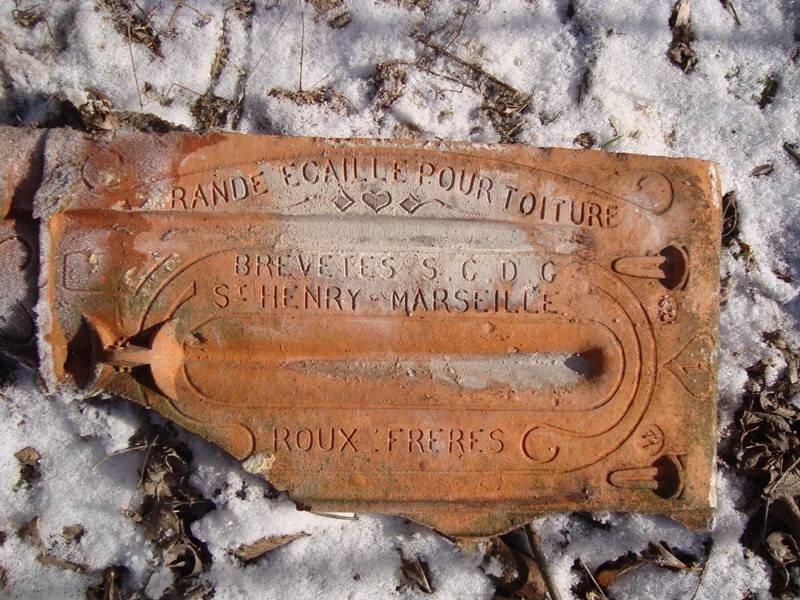 RANDE ECAILLE POUR TOITURE
BREVETES S. G. D. G
ST HENRY - MARSEILLE
ROUX FRERES